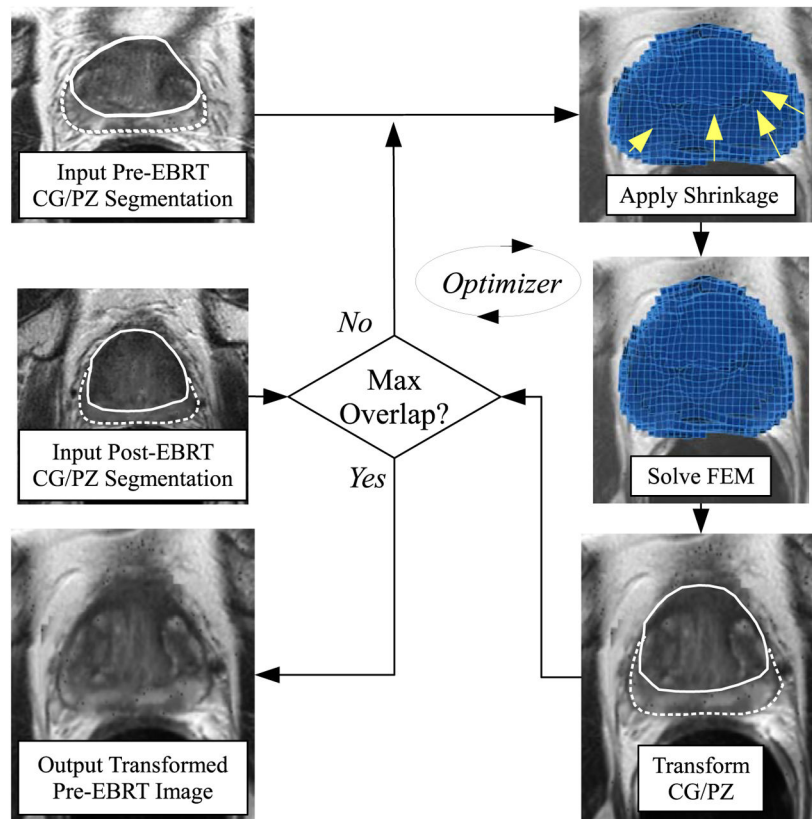 Input Pre-EBRT
CG/PZ Segmentation
Apply Shrinkage
Optimizer
No
Max
Overlap?
Yes
Input Post-EBRT
CG/PZ Segmentation
Solve FEM
Output Transformed
Pre-EBRT Image
Transform
CG/PZ